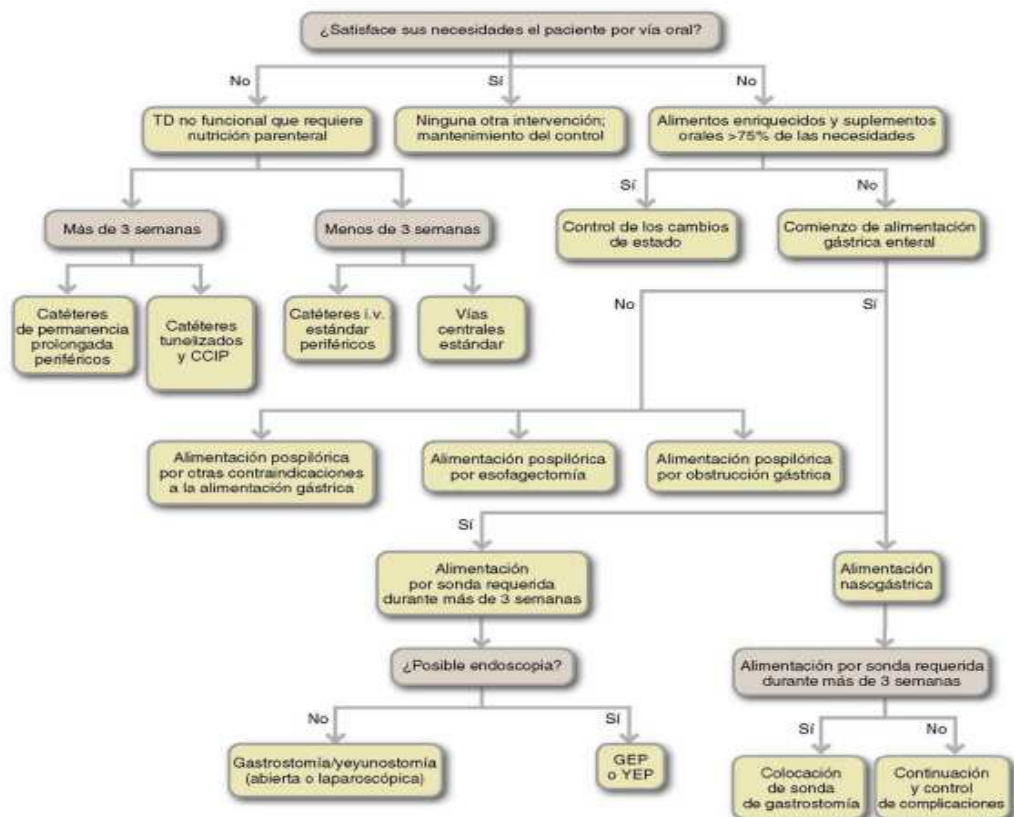 ¿Satisface sus necesidades el paciente por vía oral?
No
Sí
No
TD no funcional que requiere
nutrición parenteral
Ninguna otra intervención;
mantenimiento del control
Alimentos enriquecidos y suplementos
orales >75% de las necesidades
Sí
No
Más de 3 semanas
Menos de 3 semanas
Control de los cambios
de estado
Comienzo de alimentación
gástrica enteral
Catéteres
de permanencia
prolongada
periféricos
Catéteres
tunelizados
y CCIP
Catéteres i.v.
estándar
periféricos
Vías
centrales
estándar
No
Sí
Alimentación pospilórica
por otras contraindicaciones
a la alimentación gástrica
Alimentación pospilórica
por esofagectomía
Alimentación pospilórica
por obstrucción gástrica
Sí
Alimentación
por sonda requerida
durante más de 3 semanas
Alimentación
nasogástrica
¿Posible endoscopia?
Alimentación por sonda requerida
durante más de 3 semanas
No
Sí
Sí
No
Gastrostomía/yeyunostomía
(abierta o laparoscópica)
GEP
o YEP
Colocación
de sonda
de gastrostomía
Continuación
y control
de complicaciones